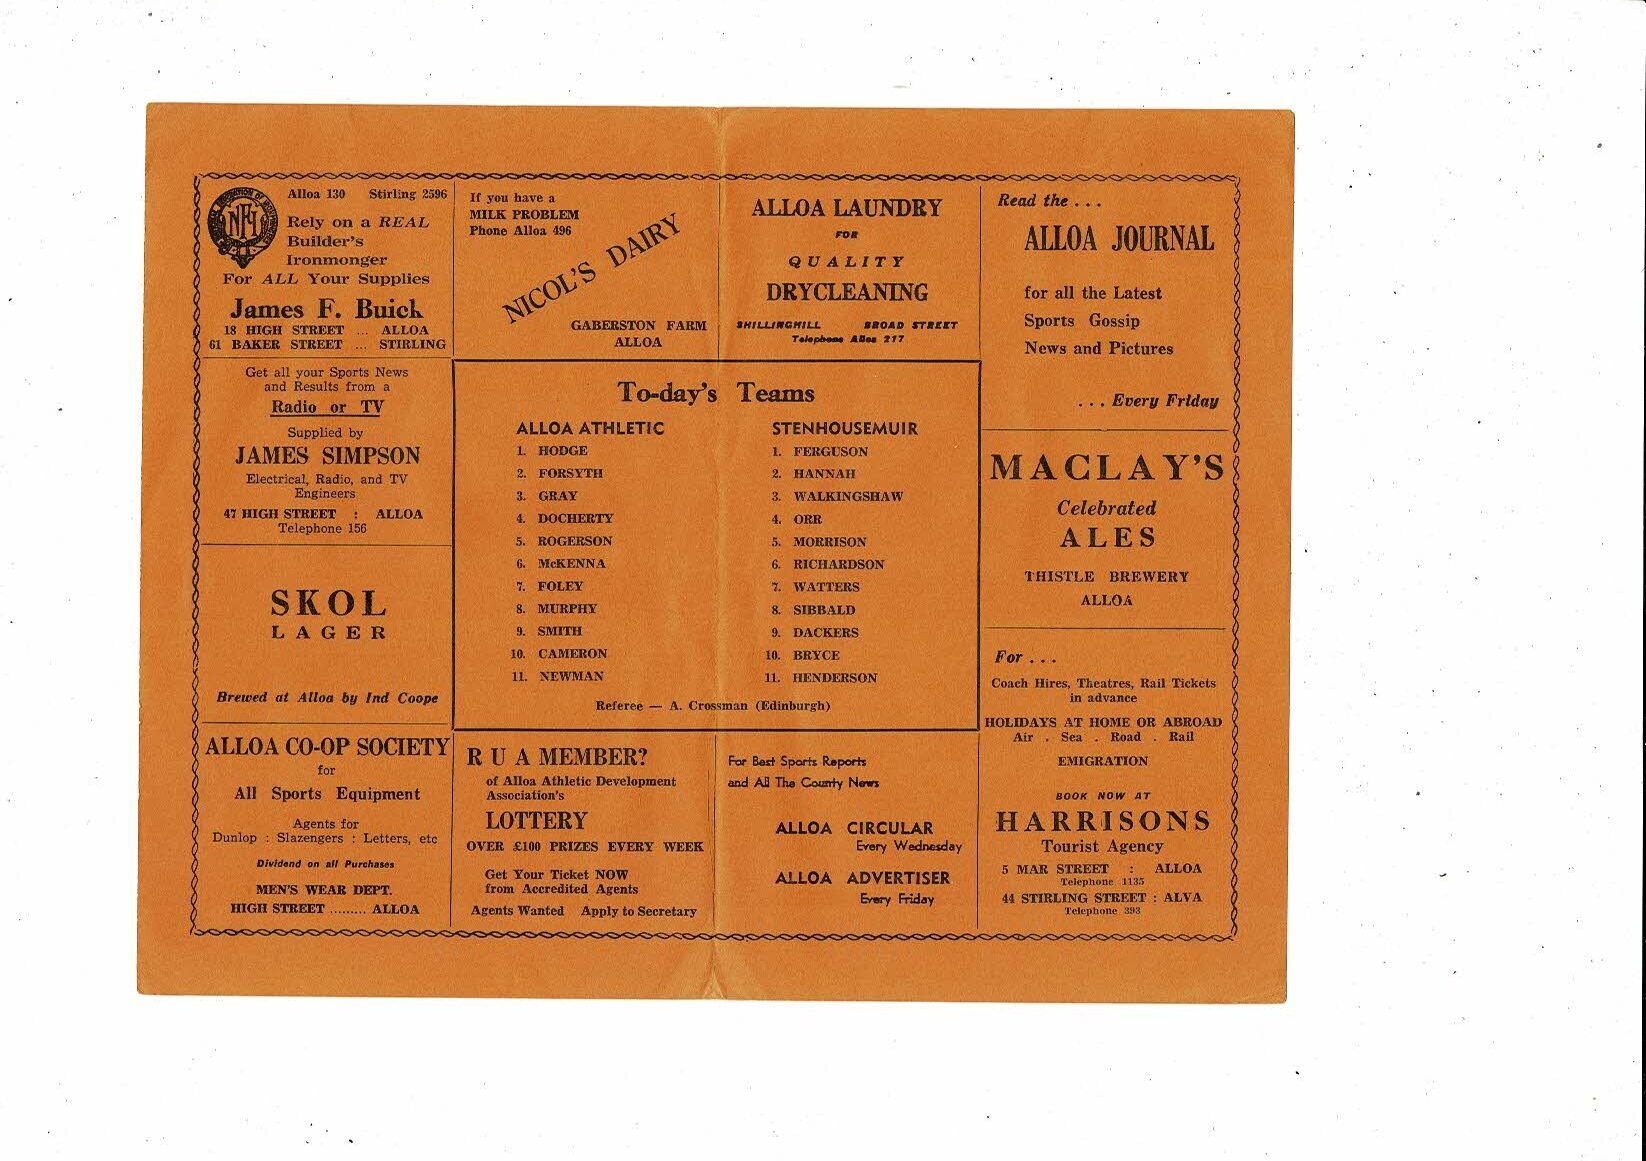 Alloa 130 Stirling 2596
Rely on a REAL
Builder's
Ironmonger
For ALL Your Supplies
James F. Buick
18 HIGH STREET ... ALLOA
61 BAKER STREET ... STIRLING
If you have a
MILK PROBLEM
Phone Alloa 496
NICOL'S DAIRY
GABERSTON FARM
ALLOA
ALLOA LAUNDRY
FOR
QUALITY
DRYCLEANING
SHILLINGHILL BROAD STREET
Telephone Alloa 217
Read the ...
ALLOA JOURNAL
for all the Latest
Sports Gossip
News and Pictures
... Every Friday
Get all your Sports News
and Results from a
Radio or TV
Supplied by
JAMES SIMPSON
Electrical, Radio, and TV
Engineers
47 HIGH STREET : ALLOA
Telephone 156
SKOL
LAGER
Brewed at Alloa by Ind Coope
To-day's Teams
ALLOA ATHLETIC
1. HODGE
2. FORSYTH
3. GRAY
4. DOCHERTY
5. ROGERSON
6. McKENNA
7. FOLEY
8. MURPHY
9. SMITH
10. CAMERON
11. NEWMAN
STENHOUSEMUIR
1. FERGUSON
2. HANNAH
3. WALKINGSHAW
4. ORR
5. MORRISON
6. RICHARDSON
7. WATTERS
8. SIBBALD
9. DACKERS
10. BRYCE
11. HENDERSON
Referee — A. Crossman (Edinburgh)
MACLAY'S
Celebrated
ALES
THISTLE BREWERY
ALLOA
For ...
Coach Hires, Theatres, Rail Tickets
in advance
HOLIDAYS AT HOME OR ABROAD
Air . Sea . Road . Rail
EMIGRATION
BOOK NOW AT
HARRISONS
Tourist Agency
5 MAR STREET : ALLOA
Telephone 1135
44 STIRLING STREET : ALVA
Telephone 393
ALLOA CO-OP SOCIETY
for
All Sports Equipment
Agents for
Dunlop : Slazengers : Letters, etc
Dividend on all Purchases
MEN'S WEAR DEPT.
HIGH STREET ......... ALLOA
R U A MEMBER?
of Alloa Athletic Development
Association's
LOTTERY
OVER £100 PRIZES EVERY WEEK
Get Your Ticket NOW
from Accredited Agents
Agents Wanted Apply to Secretary
For Best Sports Reports
and All The County News
ALLOA CIRCULAR
Every Wednesday
ALLOA ADVERTISER
Every Friday